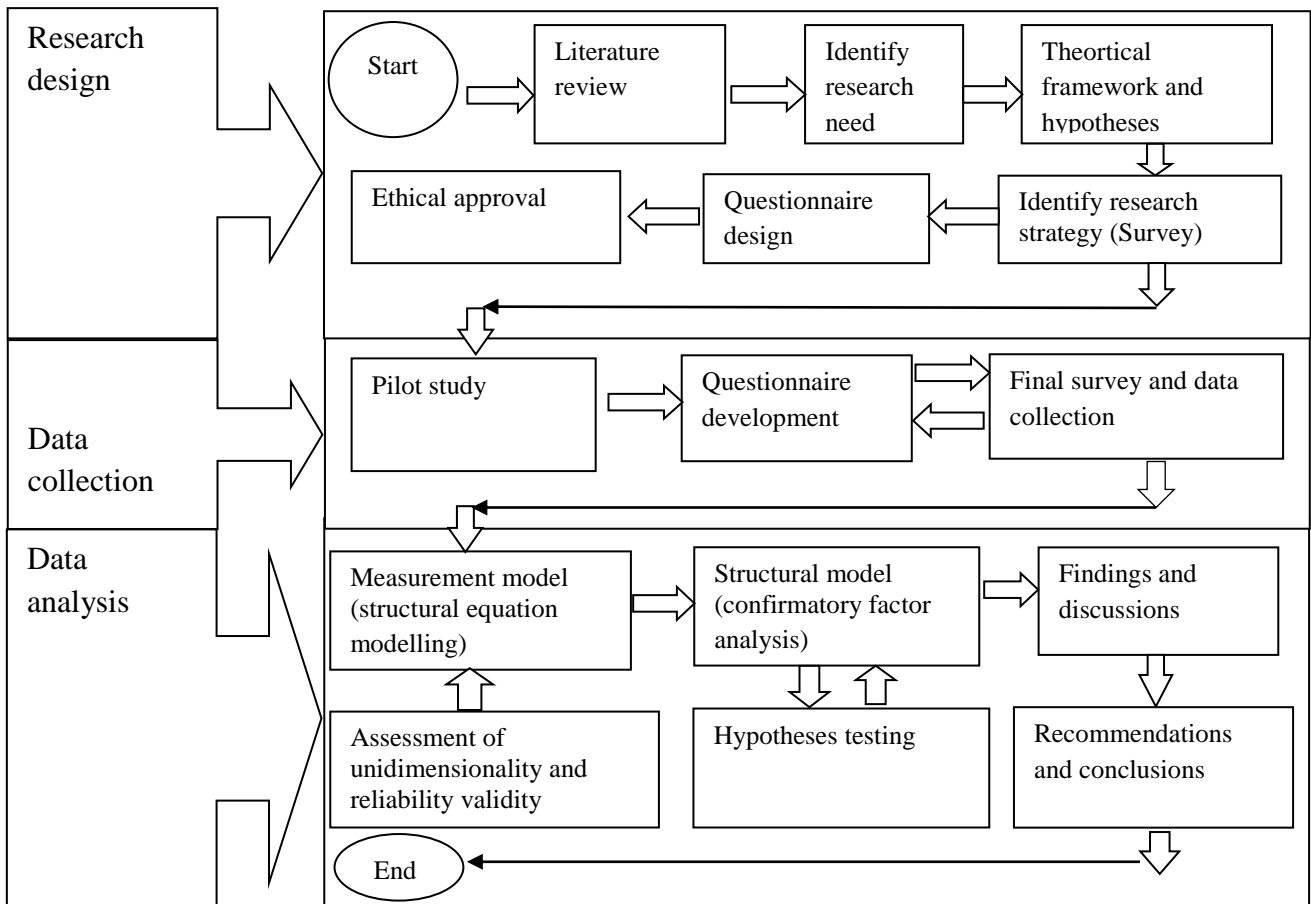 Research
design
Start
Literature
review
Identify
research
need
Theortical
framework and
hypotheses
Ethical approval
Questionnaire
design
Identify research
strategy (Survey)
Data
collection
Pilot study
Questionnaire
development
Final survey and data
collection
Data
analysis
Measurement model
(structural equation
modelling)
Structural model
(confirmatory factor
analysis)
Findings and
discussions
Assessment of
unidimensionality and
reliability validity
Hypotheses testing
Recommendations
and conclusions
End